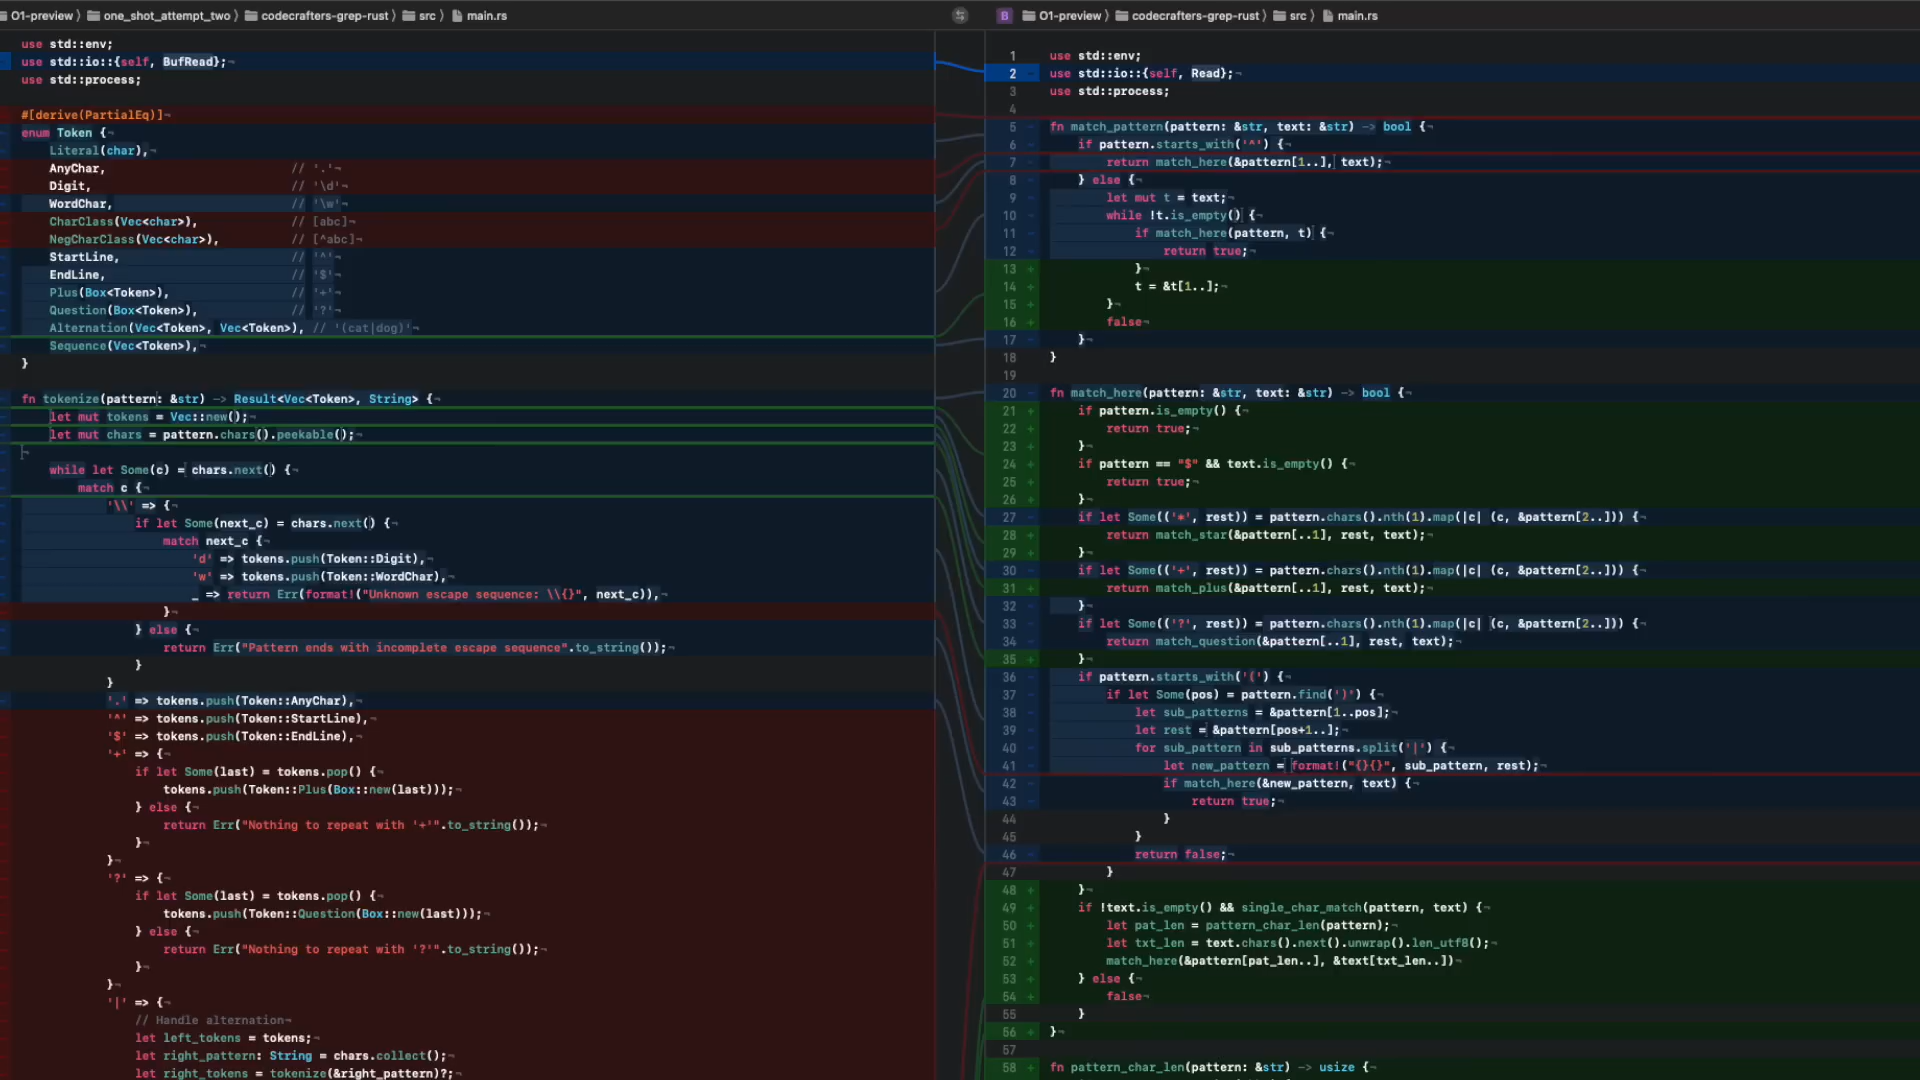 O1-preview ⟩ one_shot_attempt_two ⟩ codecrafters-grep-rust ⟩ src ⟩ main.rs
use std::env;
use std::io::{self, BufRead};¬
use std::process;
#[derive(PartialEq)]¬
enum Token {¬
Literal(char),¬
AnyChar, // '.'¬
Digit, // '\d'¬
WordChar, // '\w'¬
CharClass(Vec<char>), // [abc]¬
NegCharClass(Vec<char>), // [^abc]¬
StartLine, // '^'¬
EndLine, // '$'¬
Plus(Box<Token>), // '+'¬
Question(Box<Token>), // '?'¬
Alternation(Vec<Token>, Vec<Token>), // '(cat|dog)'¬
Sequence(Vec<Token>),¬
}
fn tokenize(pattern: &str) -> Result<Vec<Token>, String> {¬
let mut tokens = Vec::new();¬
let mut chars = pattern.chars().peekable();¬
¬
while let Some(c) = chars.next() {¬
match c {¬
'\\' => {¬
if let Some(next_c) = chars.next() {¬
match next_c {¬
'd' => tokens.push(Token::Digit),¬
'w' => tokens.push(Token::WordChar),¬
_ => return Err(format!("Unknown escape sequence: \\{}", next_c)),¬
}¬
} else {¬
return Err("Pattern ends with incomplete escape sequence".to_string());¬
}
}
'.' => tokens.push(Token::AnyChar),¬
'^' => tokens.push(Token::StartLine),¬
'$' => tokens.push(Token::EndLine),¬
'+' => {¬
if let Some(last) = tokens.pop() {¬
tokens.push(Token::Plus(Box::new(last)));¬
} else {¬
return Err("Nothing to repeat with '+'".to_string());¬
}¬
}¬
'?' => {¬
if let Some(last) = tokens.pop() {¬
tokens.push(Token::Question(Box::new(last)));¬
} else {¬
return Err("Nothing to repeat with '?'".to_string());¬
}¬
}¬
'|' => {¬
// Handle alternation¬
let left_tokens = tokens;¬
let right_pattern: String = chars.collect();¬
let right_tokens = tokenize(&right_pattern)?;¬
B O1-preview ⟩ codecrafters-grep-rust ⟩ src ⟩ main.rs
1 use std::env;
2 use std::io::{self, Read};¬
3 use std::process;
4
5 fn match_pattern(pattern: &str, text: &str) -> bool {¬
6 if pattern.starts_with('^') {¬
7 return match_here(&pattern[1..], text);¬
8 } else {¬
9 let mut t = text;¬
10 while !t.is_empty() {¬
11 if match_here(pattern, t) {¬
12 return true;¬
13 + }¬
14 + t = &t[1..];¬
15 + }¬
16 + false¬
17 }¬
18 }
19
20 fn match_here(pattern: &str, text: &str) -> bool {¬
21 + if pattern.is_empty() {¬
22 + return true;¬
23 + }¬
24 + if pattern == "$" && text.is_empty() {¬
25 + return true;¬
26 + }¬
27 if let Some(('*', rest)) = pattern.chars().nth(1).map(|c| (c, &pattern[2..])) {¬
28 + return match_star(&pattern[..1], rest, text);¬
29 + }¬
30 if let Some(('+', rest)) = pattern.chars().nth(1).map(|c| (c, &pattern[2..])) {¬
31 + return match_plus(&pattern[..1], rest, text);¬
32 }¬
33 if let Some(('?', rest)) = pattern.chars().nth(1).map(|c| (c, &pattern[2..])) {¬
34 return match_question(&pattern[..1], rest, text);¬
35 + }¬
36 if pattern.starts_with('(') {¬
37 if let Some(pos) = pattern.find(')') {¬
38 let sub_patterns = &pattern[1..pos];¬
39 let rest = &pattern[pos+1..];¬
40 for sub_pattern in sub_patterns.split('|') {¬
41 let new_pattern = format!("{}{}", sub_pattern, rest);¬
42 if match_here(&new_pattern, text) {¬
43 return true;¬
44 }
45 }
46 return false;¬
47 }
48 + }¬
49 + if !text.is_empty() && single_char_match(pattern, text) {¬
50 + let pat_len = pattern_char_len(pattern);¬
51 + let txt_len = text.chars().next().unwrap().len_utf8();¬
52 + match_here(&pattern[pat_len..], &text[txt_len..])¬
53 + } else {¬
54 + false¬
55 }
56 + }¬
57
58 + fn pattern_char_len(pattern: &str) -> usize {¬